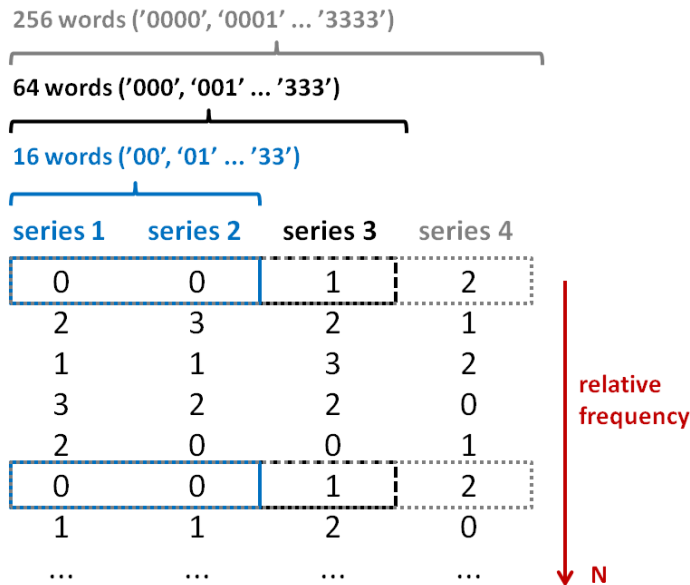 256 words ('0000', ‘0001’ ... ’3333’)
64 words (’000’, ‘001’ ... ’333’)
16 words (’00’, ‘01’ ... ’33’)
series 1 series 2 series 3 series 4
0 0 1 2
2 3 2 1
1 1 3 2
3 2 2 0
2 0 0 1
0 0 1 2
1 1 2 0
... ... ... ...
relative
frequency
N